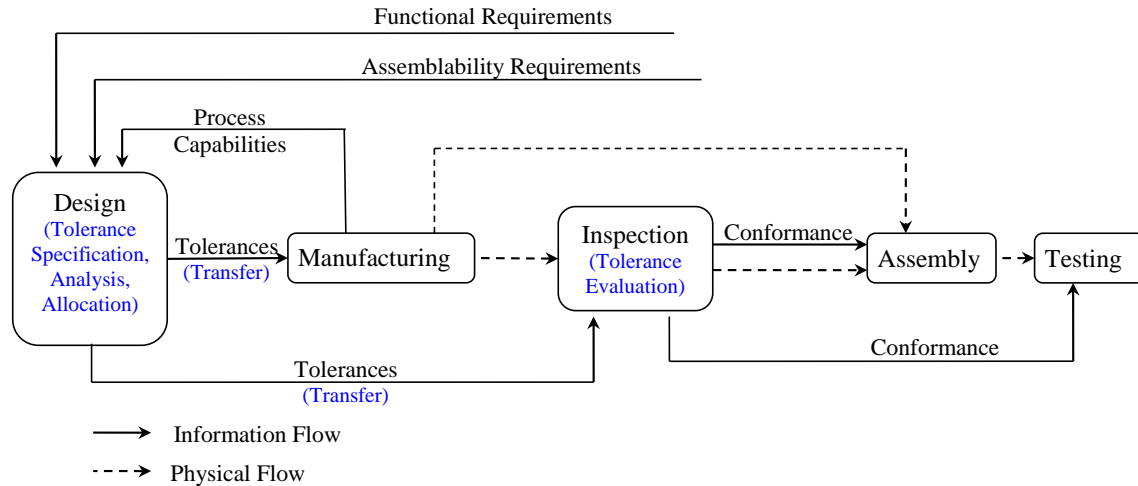 Functional Requirements
Assemblability Requirements
Process
Capabilities
Design
(Tolerance
Specification,
Analysis,
Allocation)
Tolerances
(Transfer)
Manufacturing
Inspection
(Tolerance
Evaluation)
Conformance
Assembly
Testing
Conformance
Tolerances
(Transfer)
Information Flow
Physical Flow